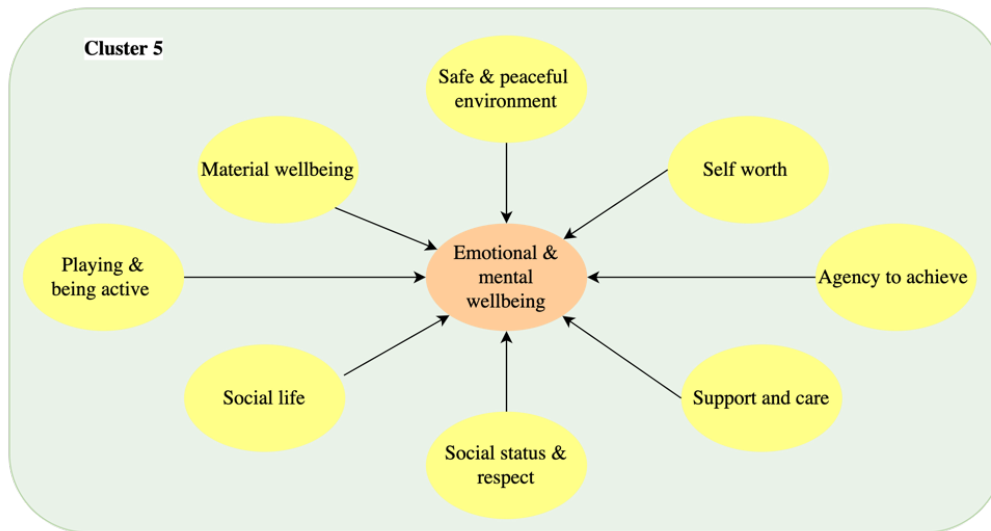 Cluster 5
Safe & peaceful
environment
Material wellbeing
Self worth
Playing &
being active
Emotional &
mental
wellbeing
Agency to achieve
Social life
Support and care
Social status &
respect